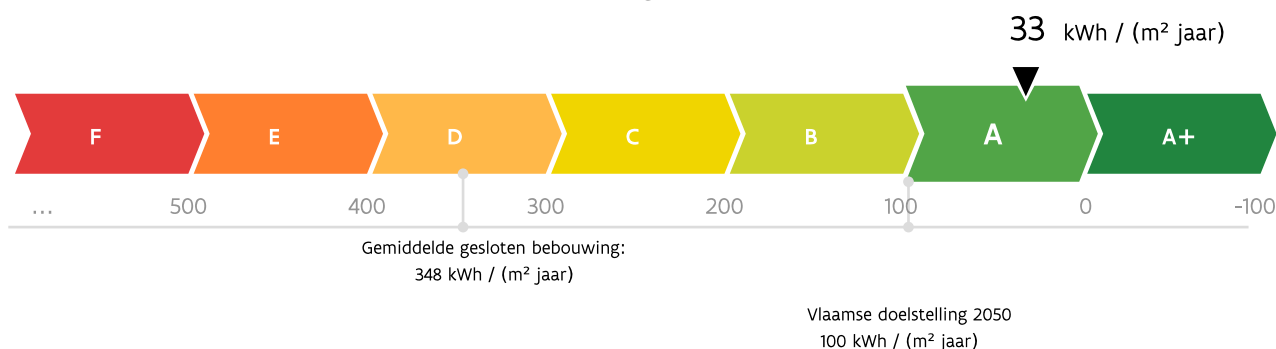 33 kWh / (m² jaar)
F E D C B A A+
... 500 400 300 200 100 0 -100
Gemiddelde gesloten bebouwing:
348 kWh / (m² jaar)
Vlaamse doelstelling 2050
100 kWh / (m² jaar)